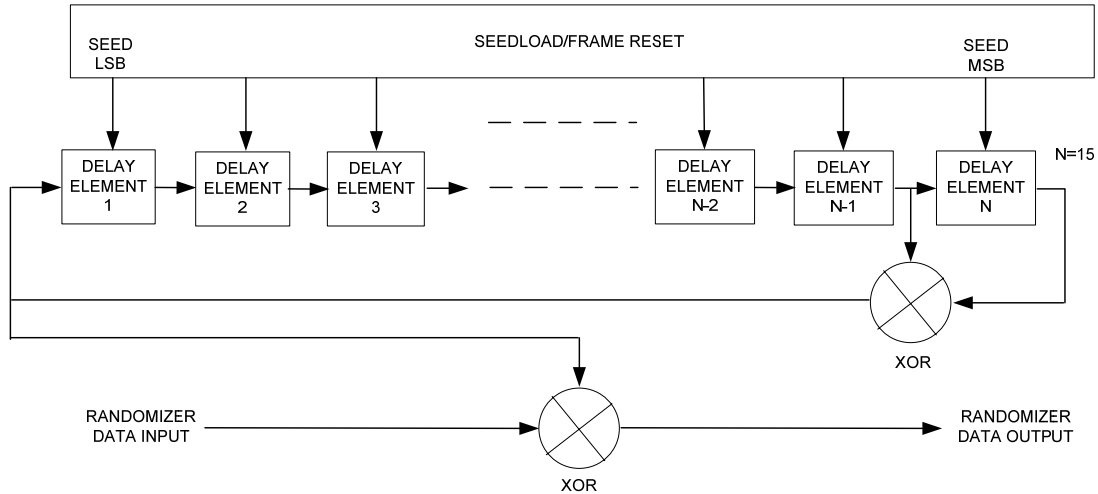 SEEDLOAD/FRAME RESET
SEED
LSB
SEED
MSB
DELAY
ELEMENT
1
DELAY
ELEMENT
2
DELAY
ELEMENT
3
DELAY
ELEMENT
N-2
DELAY
ELEMENT
N-1
DELAY
ELEMENT
N
N=15
XOR
RANDOMIZER
DATA INPUT
RANDOMIZER
DATA OUTPUT
XOR